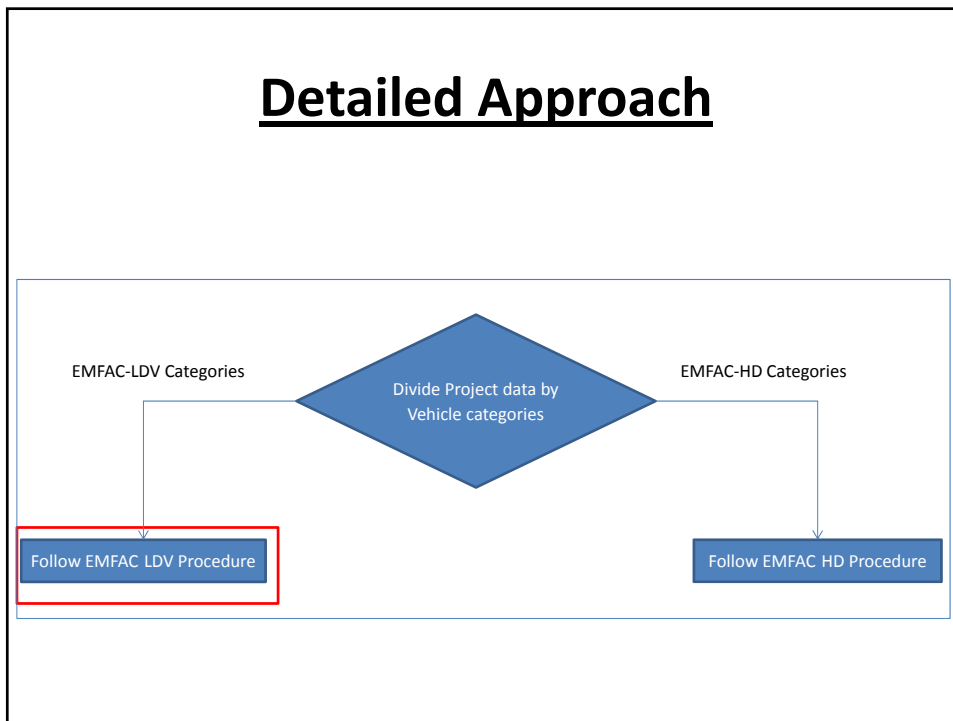 Detailed Approach
EMFAC-LDV Categories
EMFAC-HD Categories
Divide Project data by
Vehicle categories
Follow EMFAC LDV Procedure
Follow EMFAC HD Procedure